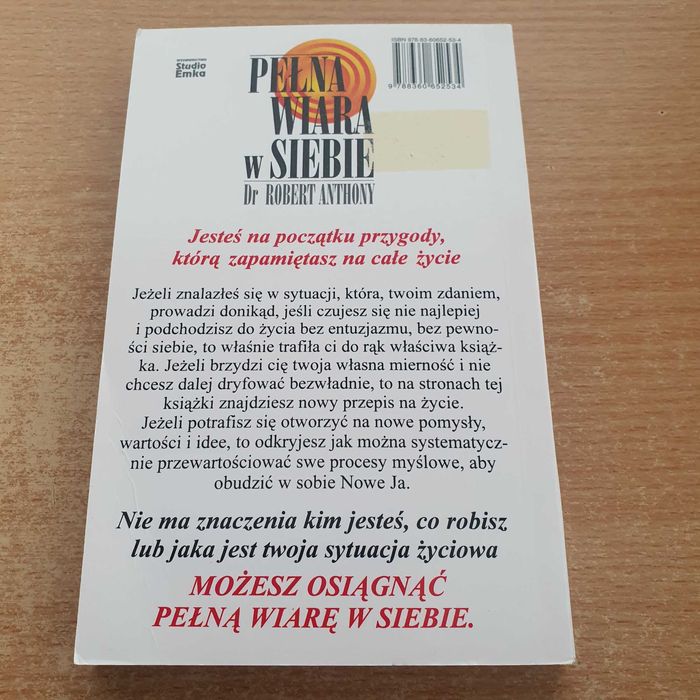 WYDAWNICTWO
Studio
Emka
PEŁNA
WIARA
w SIEBIE
Dr ROBERT ANTHONY
ISBN 978 83-60652-53-4
9 788360 652534
Jesteś na początku przygody,
którą zapamiętasz na całe życie
Jeżeli znalazłeś się w sytuacji, która, twoim zdaniem,
prowadzi donikąd, jeśli czujesz się nie najlepiej
i podchodzisz do życia bez entuzjazmu, bez pewno-
ści siebie, to właśnie trafiła ci do rąk właściwa książ-
ka. Jeżeli brzydzi cię twoja własna mierność i nie
chcesz dalej dryfować bezwładnie, to na stronach tej
książki znajdziesz nowy przepis na życie.
Jeżeli potrafisz się otworzyć na nowe pomysły,
wartości i idee, to odkryjesz jak można systematycz-
nie przewartościować swe procesy myślowe, aby
obudzić w sobie Nowe Ja.
Nie ma znaczenia kim jesteś, co robisz
lub jaka jest twoja sytuacja życiowa
MOŻESZ OSIĄGNĄĆ
PEŁNĄ WIARĘ W SIEBIE.